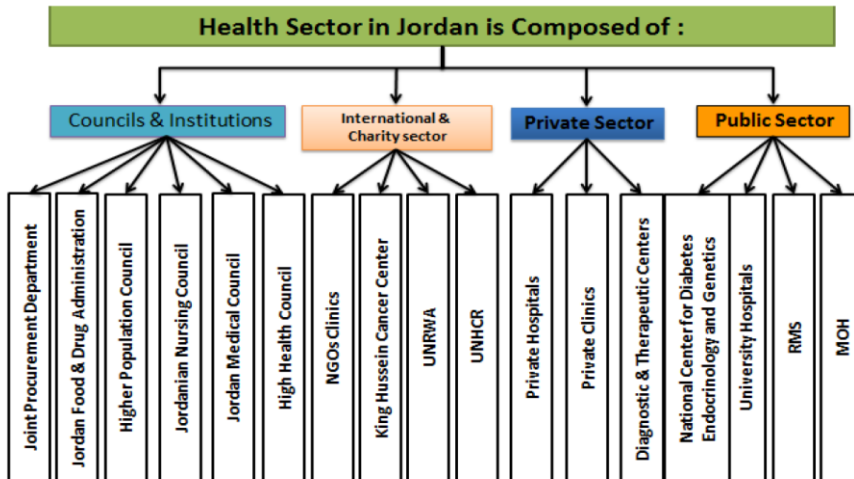 Health Sector in Jordan is Composed of :
Councils & Institutions
International &
Charity sector
Private Sector
Public Sector
Joint Procurement Department
Jordan Food & Drug Administration
Higher Population Council
Jordanian Nursing Council
Jordan Medical Council
High Health Council
NGOs Clinics
King Hussein Cancer Center
UNRWA
UNHCR
Private Hospitals
Private Clinics
Diagnostic & Therapeutic Centers
National Center for Diabetes
Endocrinology and Genetics
University Hospitals
RMS
MOH